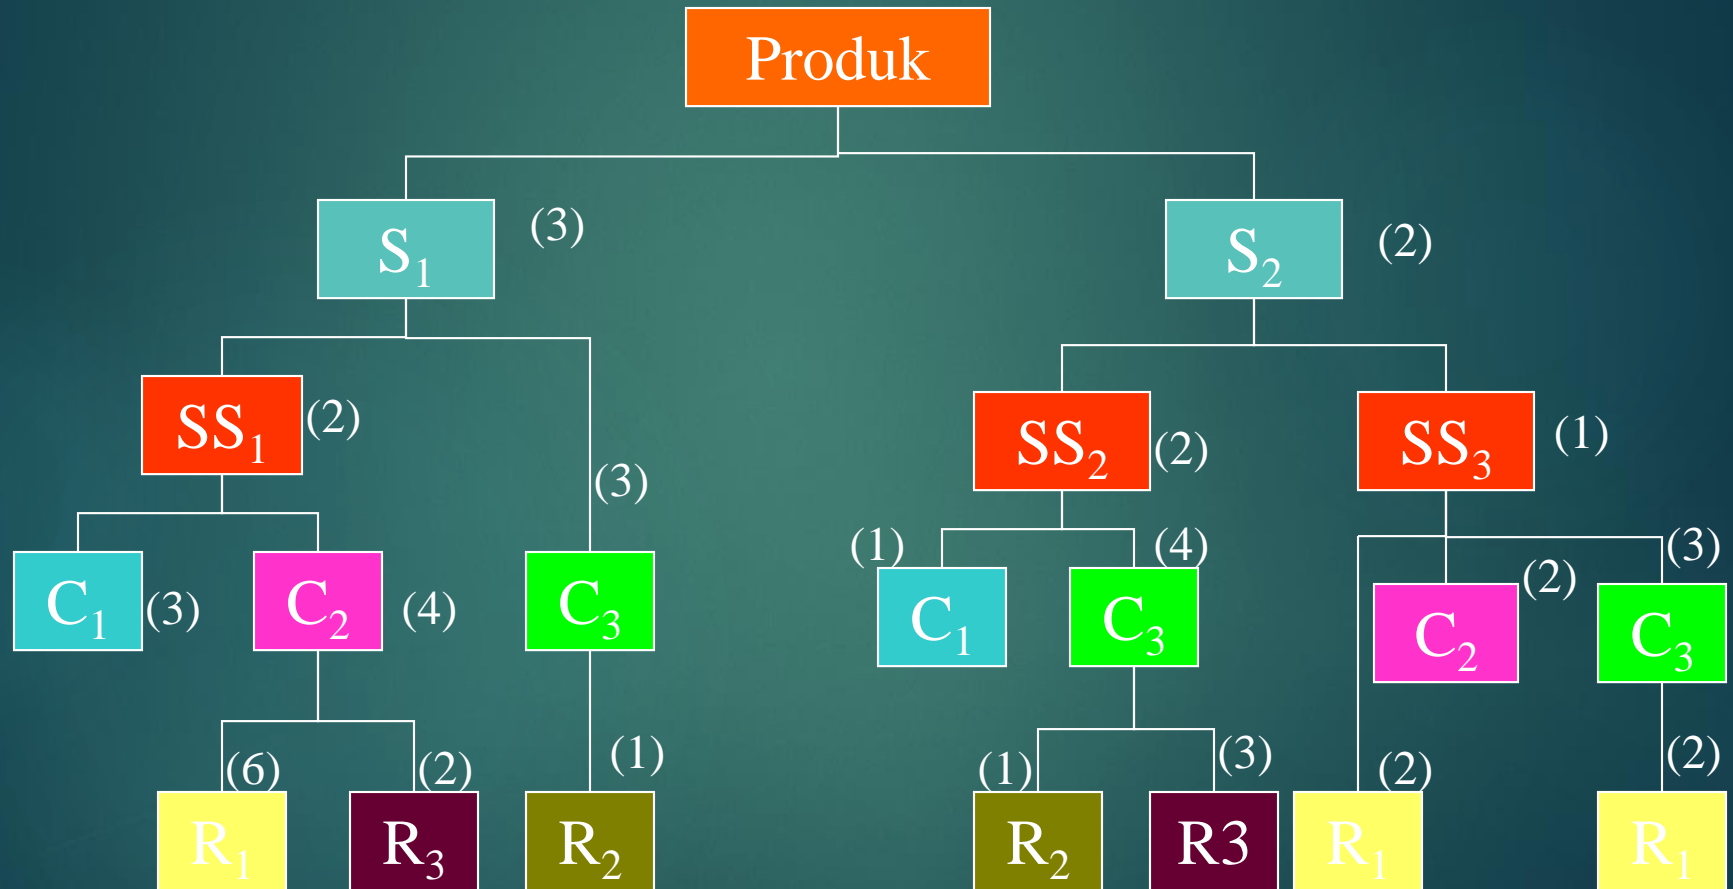 Produk
S₁ (3)
S₂ (2)
SS₁ (2)
(3)
SS₂ (2)
SS₃ (1)
C₁ (3)
C₂ (4)
C₃
(1) (4)
C₁
C₃
(2) (3)
C₂
C₃
(6) (2) (1)
R₁
R₃
R₂
(1) (3) (2) (2)
R₂
R3
R₁
R₁